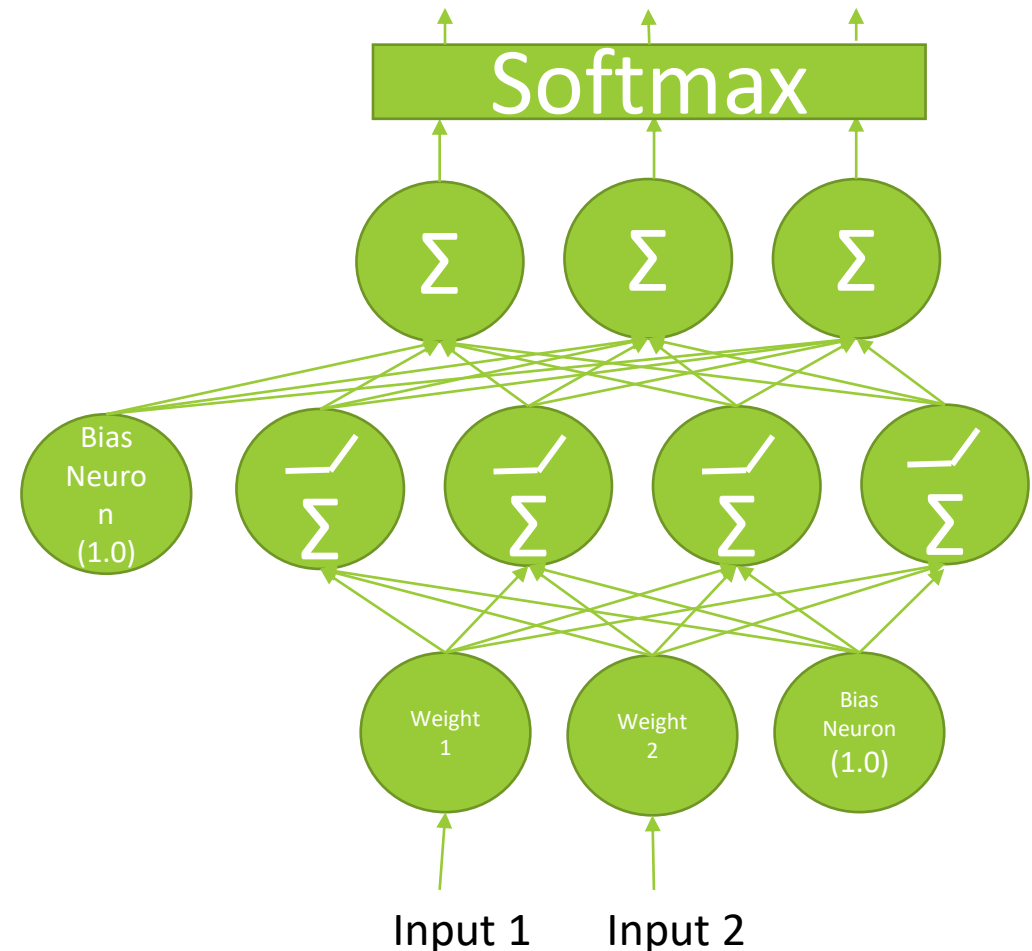 Softmax
Σ
Σ
Σ
Bias
Neuro
n
(1.0)
Σ
Σ
Σ
Σ
Weight
1
Weight
2
Bias
Neuron
(1.0)
Input 1
Input 2